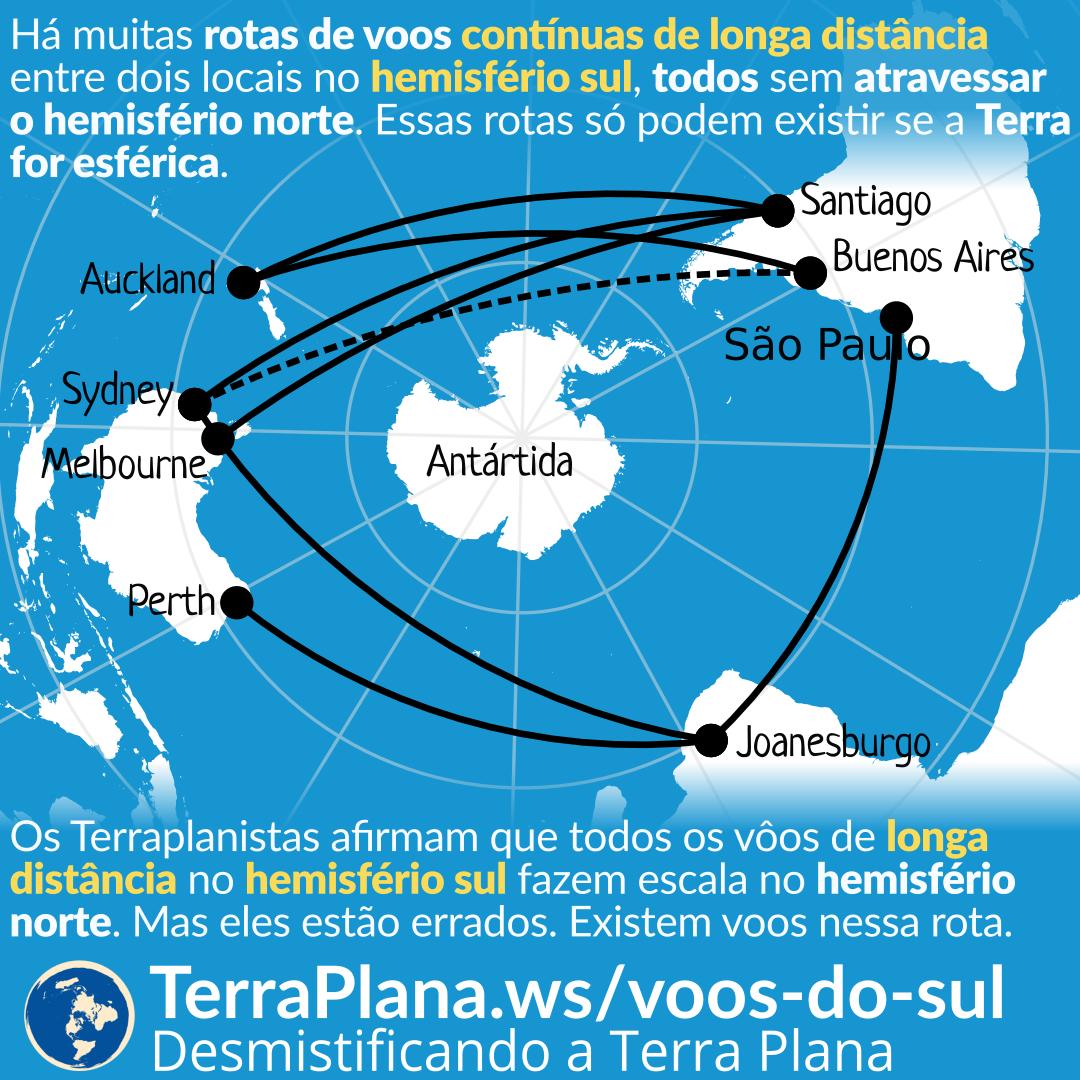 Há muitas rotas de voos contínuas de longa distância
entre dois locais no hemisfério sul, todos sem atravessar
o hemisfério norte. Essas rotas só podem existir se a Terra
for esférica.
Santiago
Buenos Aires
Auckland
São Paulo
Sydney
Melbourne
Antártida
Perth
Joanesburgo
Os Terraplanistas afirmam que todos os vôos de longa
distância no hemisfério sul fazem escala no hemisfério
norte. Mas eles estão errados. Existem voos nessa rota.
TerraPlana.ws/voos-do-sul
Desmistificando a Terra Plana